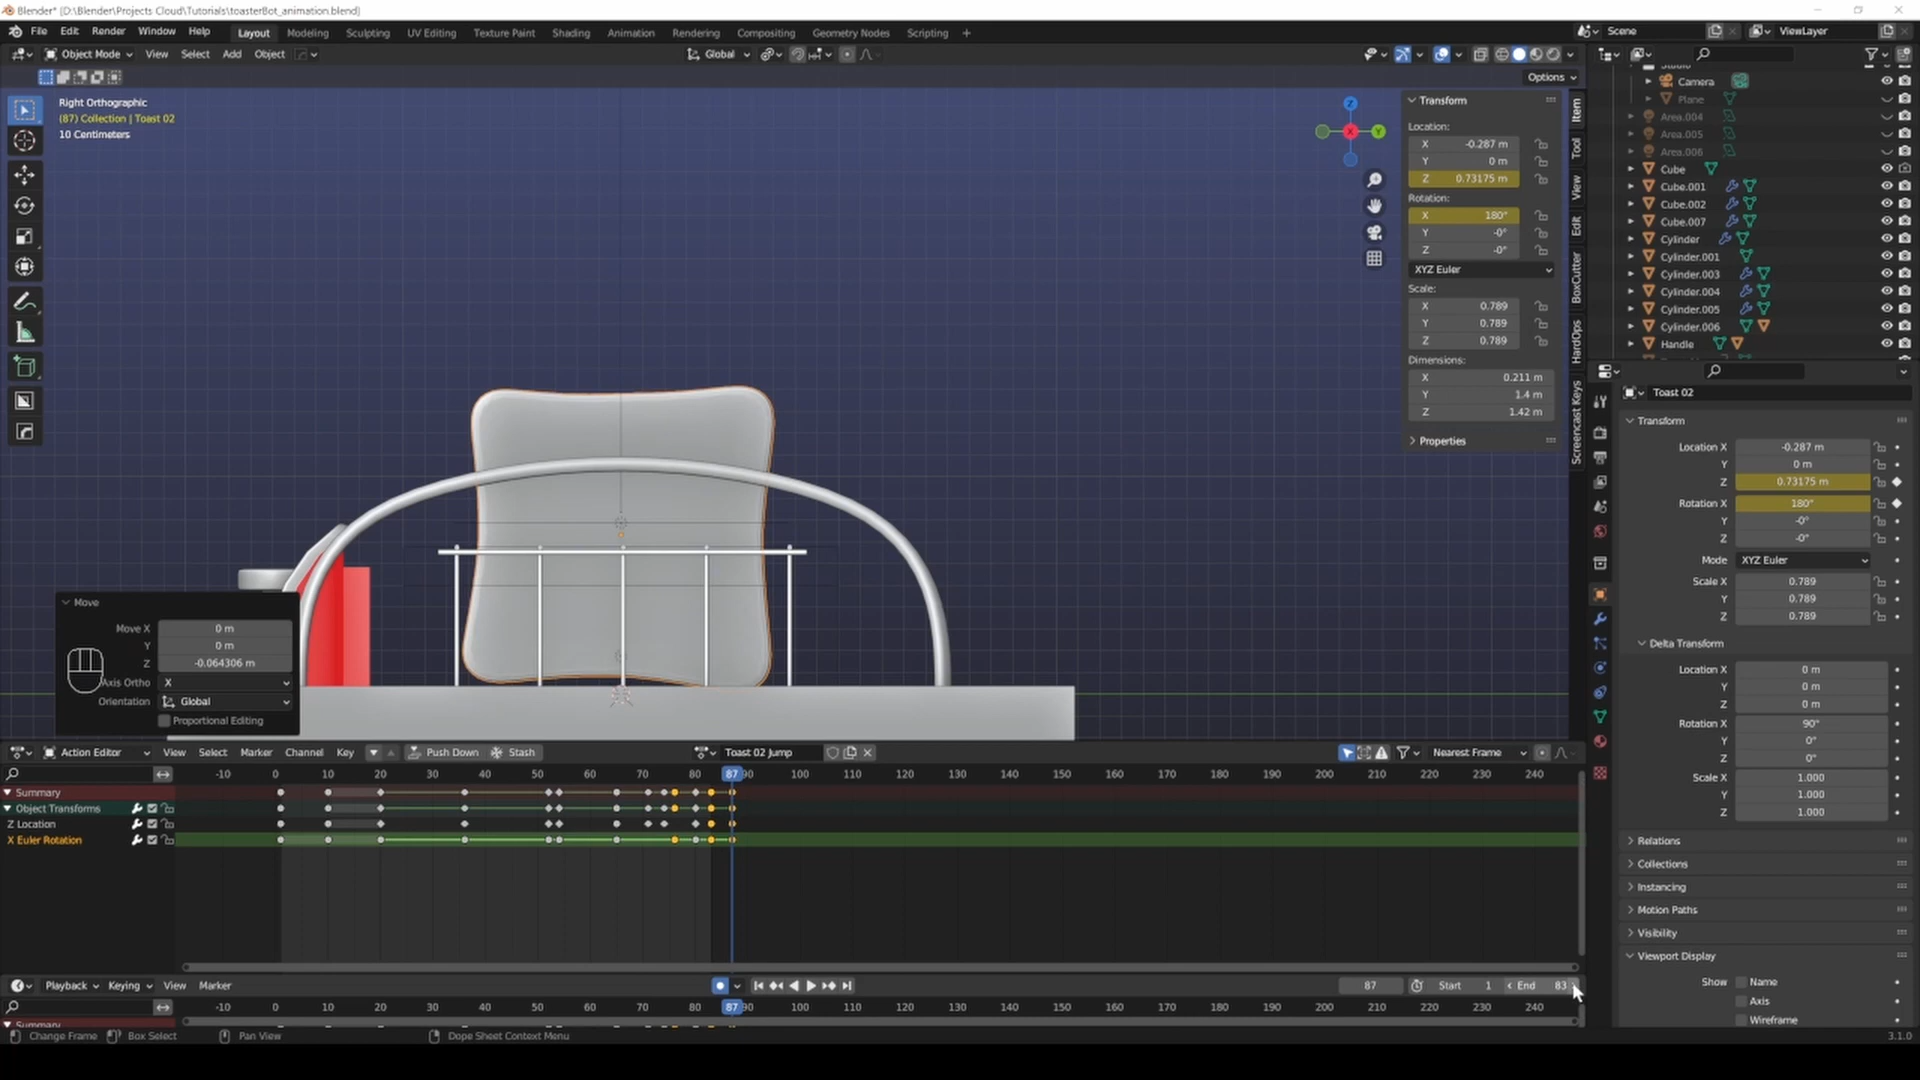 Blender* [D:\Blender\Projects Cloud\Tutorials\toasterBot_animation.blend]
File Edit Render Window Help Layout Modeling Sculpting UV Editing Texture Paint Shading Animation Rendering Compositing Geometry Nodes Scripting + Scene ViewLayer
Object Mode View Select Add Object Global
Options
Right Orthographic
(87) Collection | Toast 02
10 Centimeters
Z
X
Y
Transform
Location:
X -0.287 m
Y 0 m
Z 0.73175 m
Rotation:
X 180°
Y -0°
Z -0°
XYZ Euler
Scale:
X 0.789
Y 0.789
Z 0.789
Dimensions:
X 0.211 m
Y 1.4 m
Z 1.42 m
Properties
Item
Tool
View
Edit
BoxCutter
HardOps
Screencast Keys
Camera
Plane
Area.004
Area.005
Area.006
Cube
Cube.001
Cube.002
Cube.007
Cylinder
Cylinder.001
Cylinder.003
Cylinder.004
Cylinder.005
Cylinder.006
Handle
Toast 02
Transform
Location X -0.287 m
Y 0 m
Z 0.73175 m
Rotation X 180°
Y -0°
Z -0°
Mode XYZ Euler
Scale X 0.789
Y 0.789
Z 0.789
Delta Transform
Location X 0 m
Y 0 m
Z 0 m
Rotation X 90°
Y 0°
Z 0°
Scale X 1.000
Y 1.000
Z 1.000
Relations
Collections
Instancing
Motion Paths
Visibility
Viewport Display
Show Name
Axis
Wireframe
Move
Move X 0 m
Y 0 m
Z -0.064306 m
Axis Ortho X
Orientation Global
Proportional Editing
Action Editor View Select Marker Channel Key Push Down Stash Toast 02 Jump Nearest Frame
-10 0 10 20 30 40 50 60 70 87 90 100 110 120 130 140 150 160 170 180 190 200 210 220 230 240
Summary
Object Transforms
Z Location
X Euler Rotation
Playback Keying View Marker 87 Start 1 End 83
-10 0 10 20 30 40 50 60 70 87 90 100 110 120 130 140 150 160 170 180 190 200 210 220 230 240
Summary
Change Frame Box Select Pan View Dope Sheet Context Menu 3.1.0